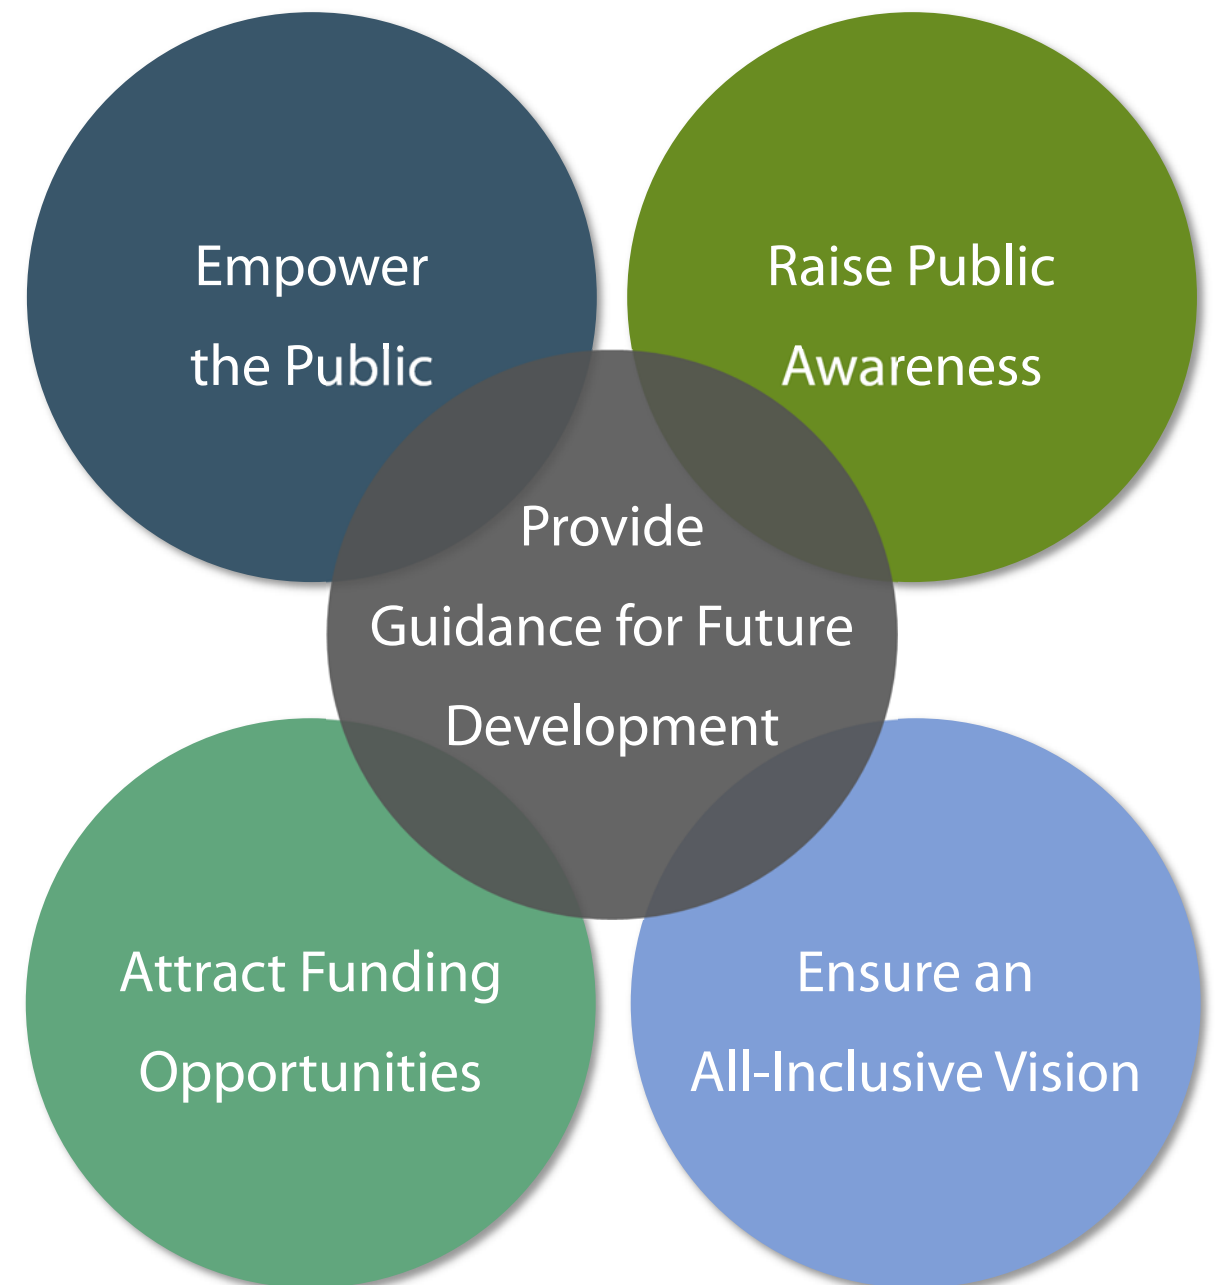 Empower
the Public
Raise Public
Awareness
Provide
Guidance for Future
Development
Attract Funding
Opportunities
Ensure an
All-Inclusive Vision